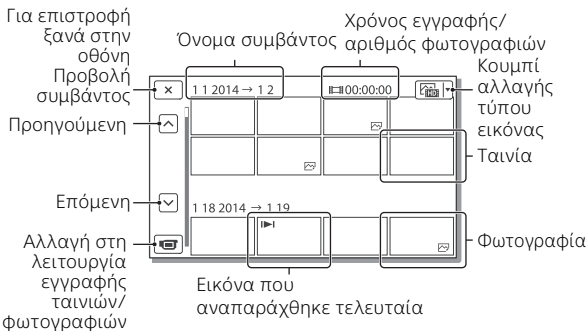 Για επιστροφή
ξανά στην
οθόνη
Προβολή
συμβάντος
Όνομα συμβάντος
Χρόνος εγγραφής/
αριθμός φωτογραφιών
Κουμπί
αλλαγής
τύπου
εικόνας
1 1 2014 → 1 2
00:00:00
Προηγούμενη
Ταινία
Επόμενη
1 18 2014 → 1 19
Αλλαγή στη
λειτουργία
εγγραφής
ταινιών/
φωτογραφιών
Φωτογραφία
Εικόνα που
αναπαράχθηκε τελευταία